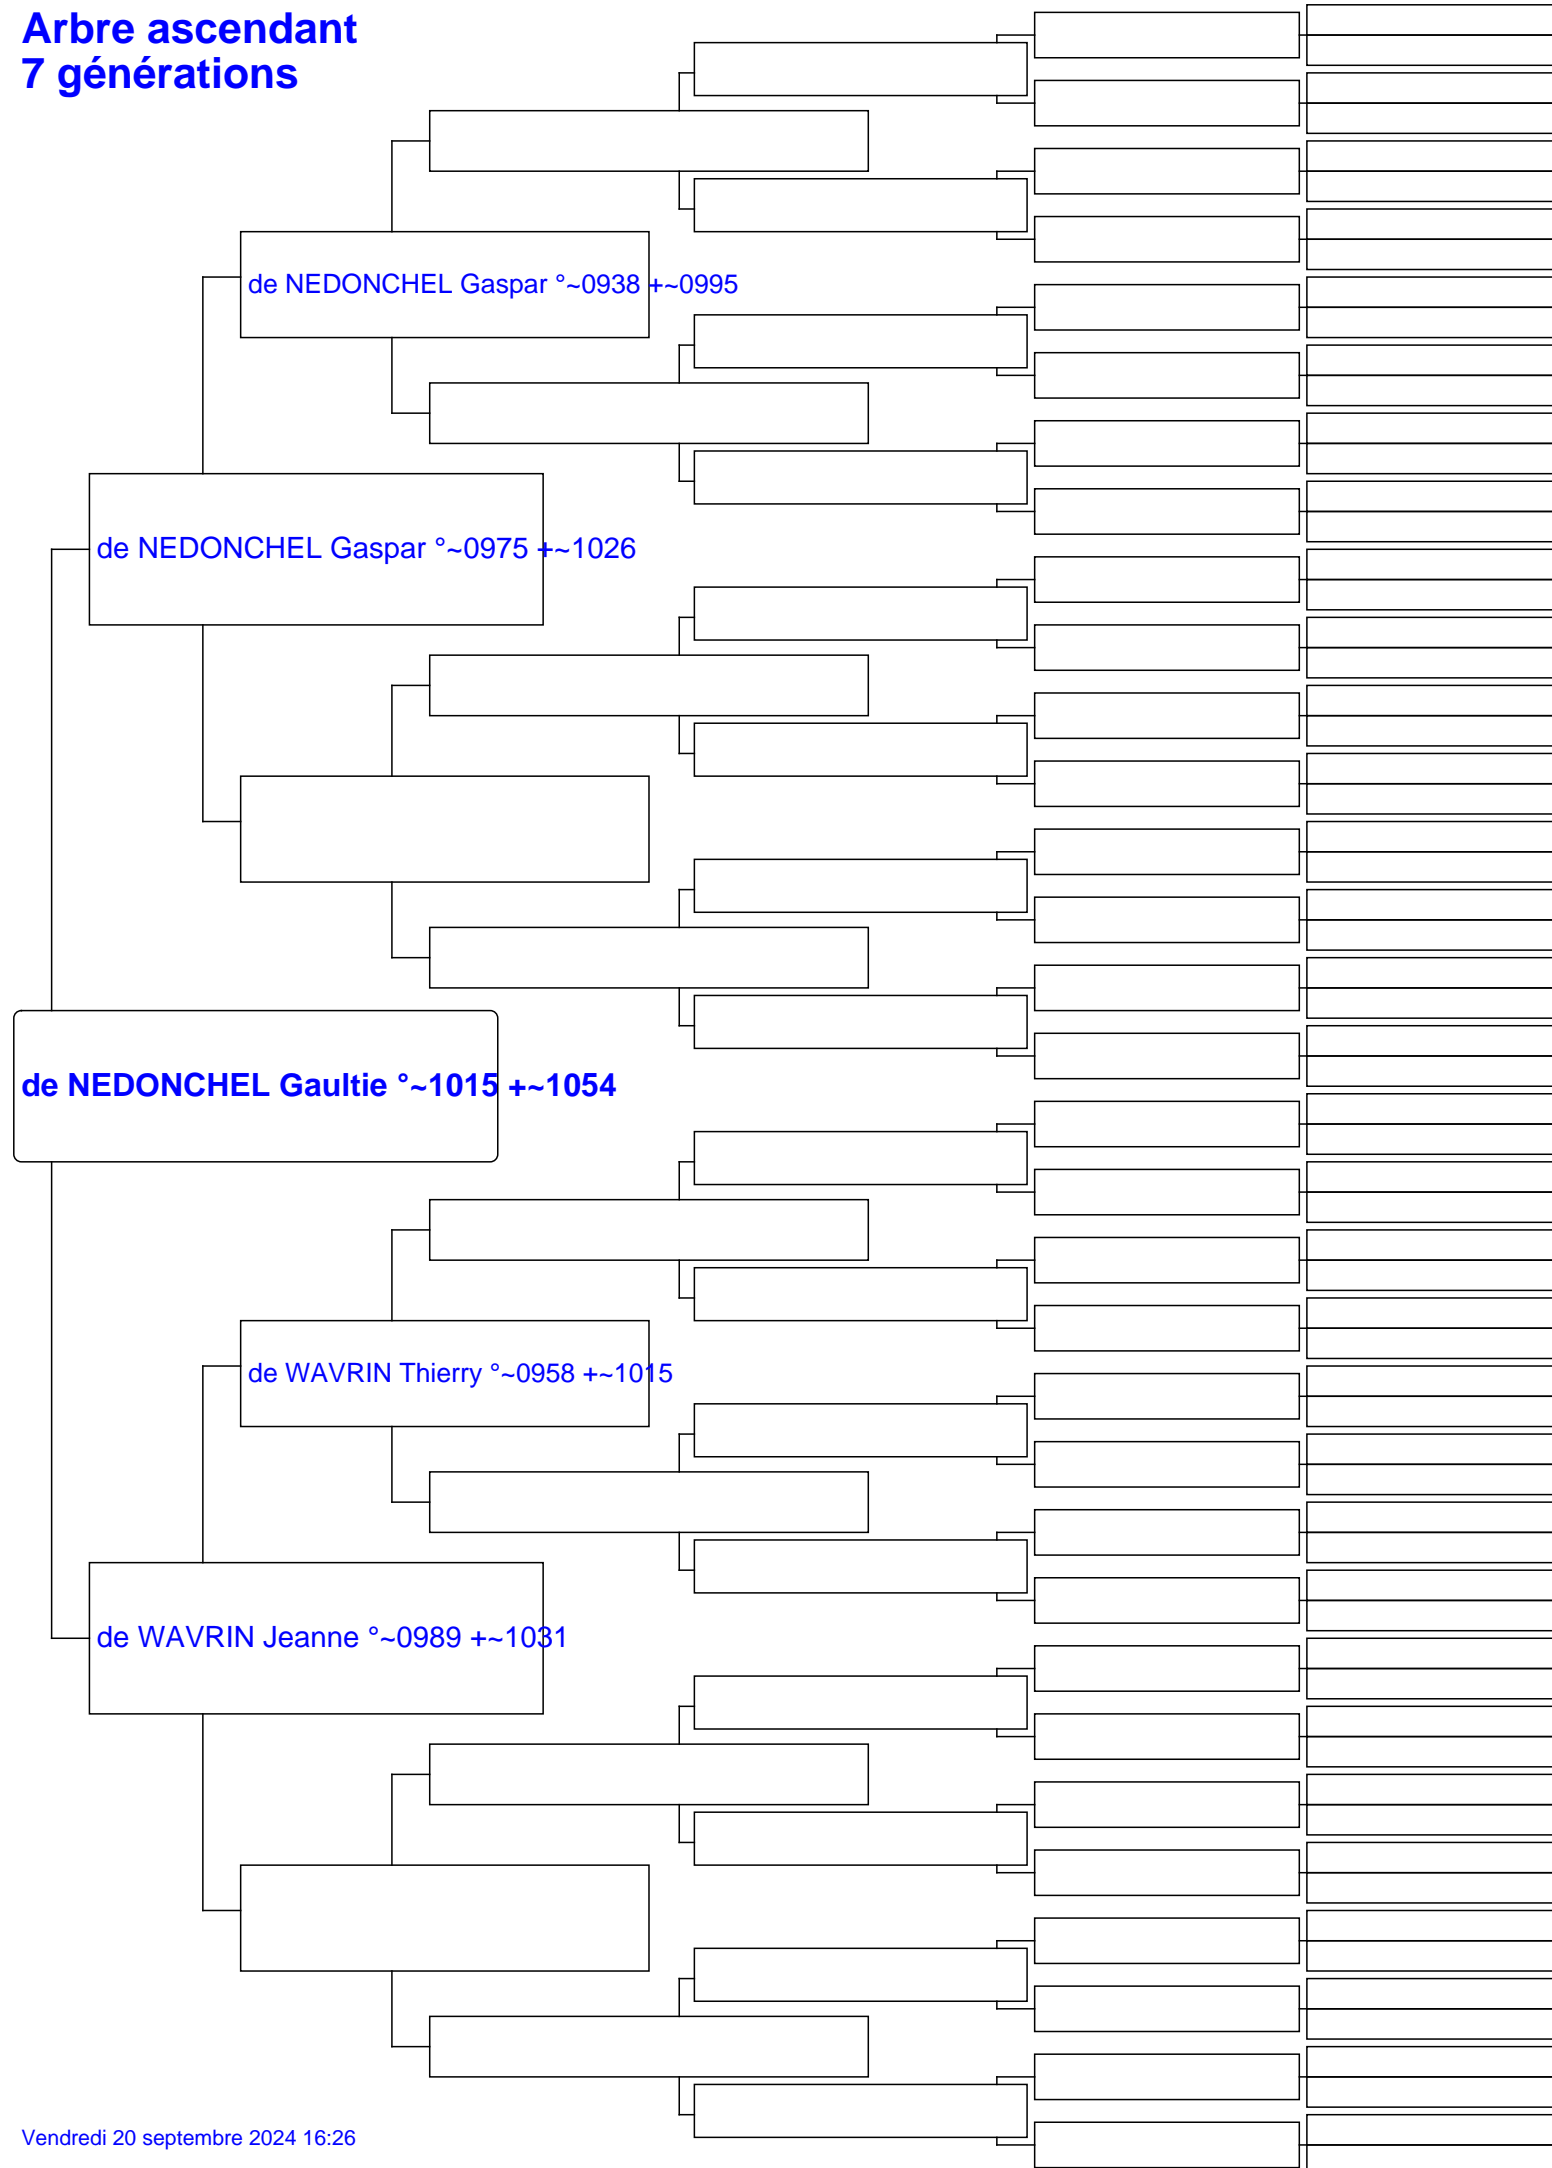 Arbre ascendant
7 générations
de NEDONCHEL Gaspar °~0938 +~0995
de NEDONCHEL Gaspar °~0975 +~1026
de NEDONCHEL Gaultie °~1015 +~1054
de WAVRIN Thierry °~0958 +~1015
de WAVRIN Jeanne °~0989 +~1031
Vendredi 20 septembre 2024 16:26